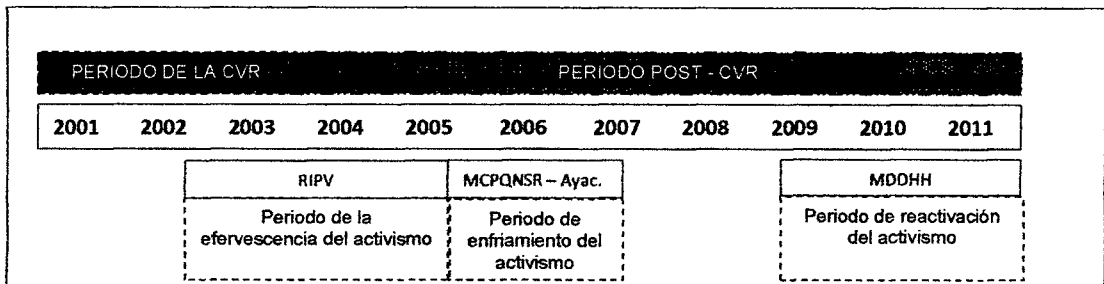 PERIODO DE LA CVR PERIODO POST - CVR
2001 2002 2003 2004 2005 2006 2007 2008 2009 2010 2011
RIPV MCPQNSR – Ayac. MDDHH
Periodo de la efervescencia del activismo
Periodo de enfriamiento del activismo
Periodo de reactivación del activismo